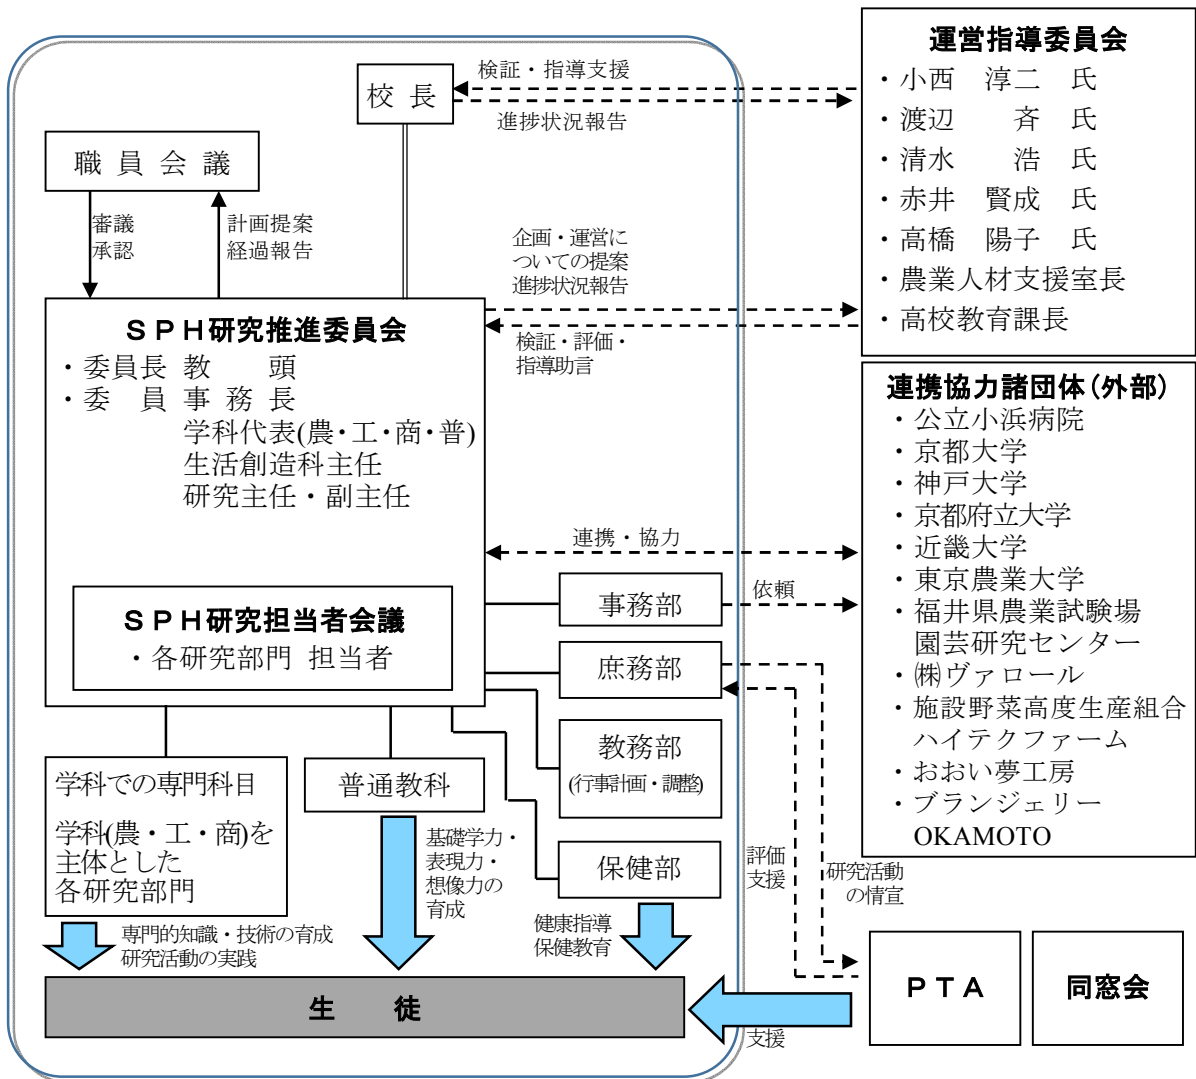 校 長
検証・指導支援
進捗状況報告
職 員 会 議
審議
承認
計画提案
経過報告
企画・運営に
ついての提案
進捗状況報告
検証・評価・
指導助言
ＳＰＨ研究推進委員会
・委員長 教　　頭
・委　員 事 務 長
学科代表(農・工・商・普)
生活創造科主任
研究主任・副主任
連携・協力
ＳＰＨ研究担当者会議
・各研究部門 担当者
事務部
依頼
庶務部
教務部
(行事計画・調整)
保健部
学科での専門科目
学科(農・工・商)を
主体とした
各研究部門
普通教科
基礎学力・
表現力・
想像力の
育成
専門的知識・技術の育成
研究活動の実践
健康指導
保健教育
評価
支援
研究活動
の情宣
生　　徒
支援
運営指導委員会
・小西　淳二　氏
・渡辺　　斉　氏
・清水　　浩　氏
・赤井　賢成　氏
・高橋　陽子　氏
・農業人材支援室長
・高校教育課長
連携協力諸団体(外部)
・公立小浜病院
・京都大学
・神戸大学
・京都府立大学
・近畿大学
・東京農業大学
・福井県農業試験場
園芸研究センター
・㈱ヴァロール
・施設野菜高度生産組合
ハイテクファーム
・おおい夢工房
・ブランジェリー
OKAMOTO
ＰＴＡ
同窓会